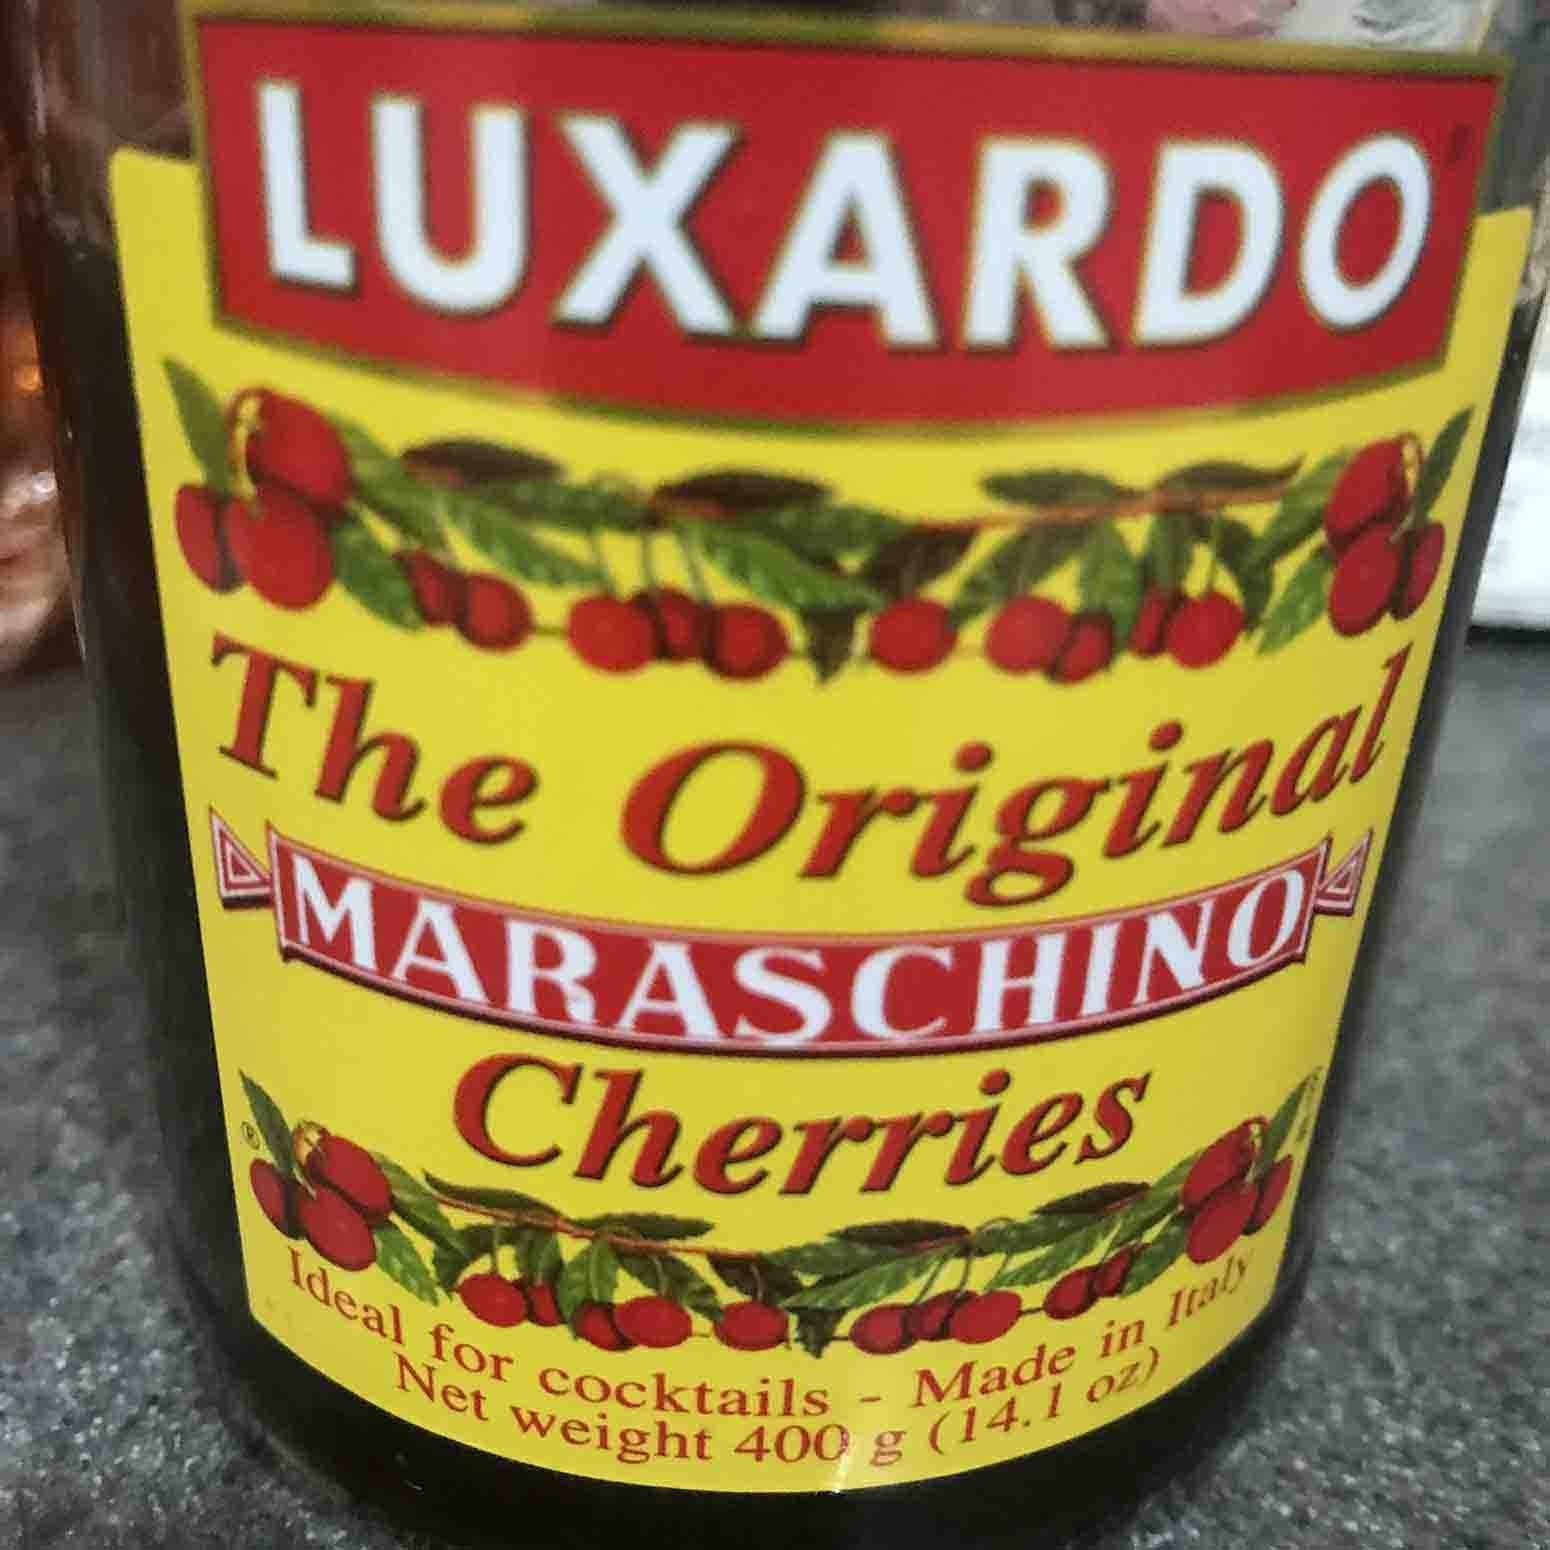 LUXARDO
The Original
MARASCHINO
Cherries
®
Ideal for cocktails - Made in Italy
Net weight 400 g (14.1 oz)